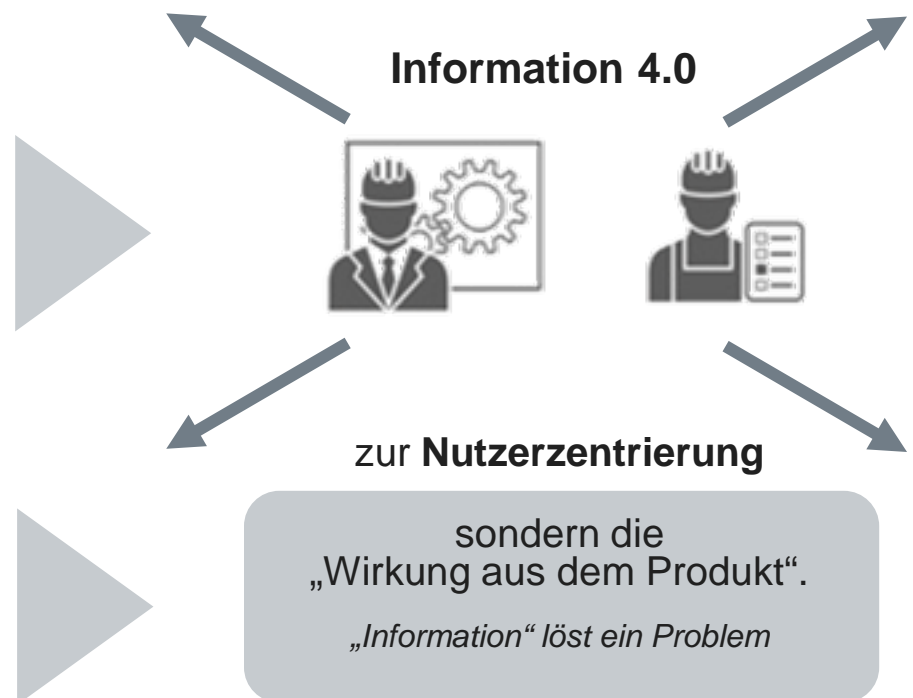 Information 4.0
zur Nutzerzentrierung
sondern die
„Wirkung aus dem Produkt“.
„Information“ löst ein Problem